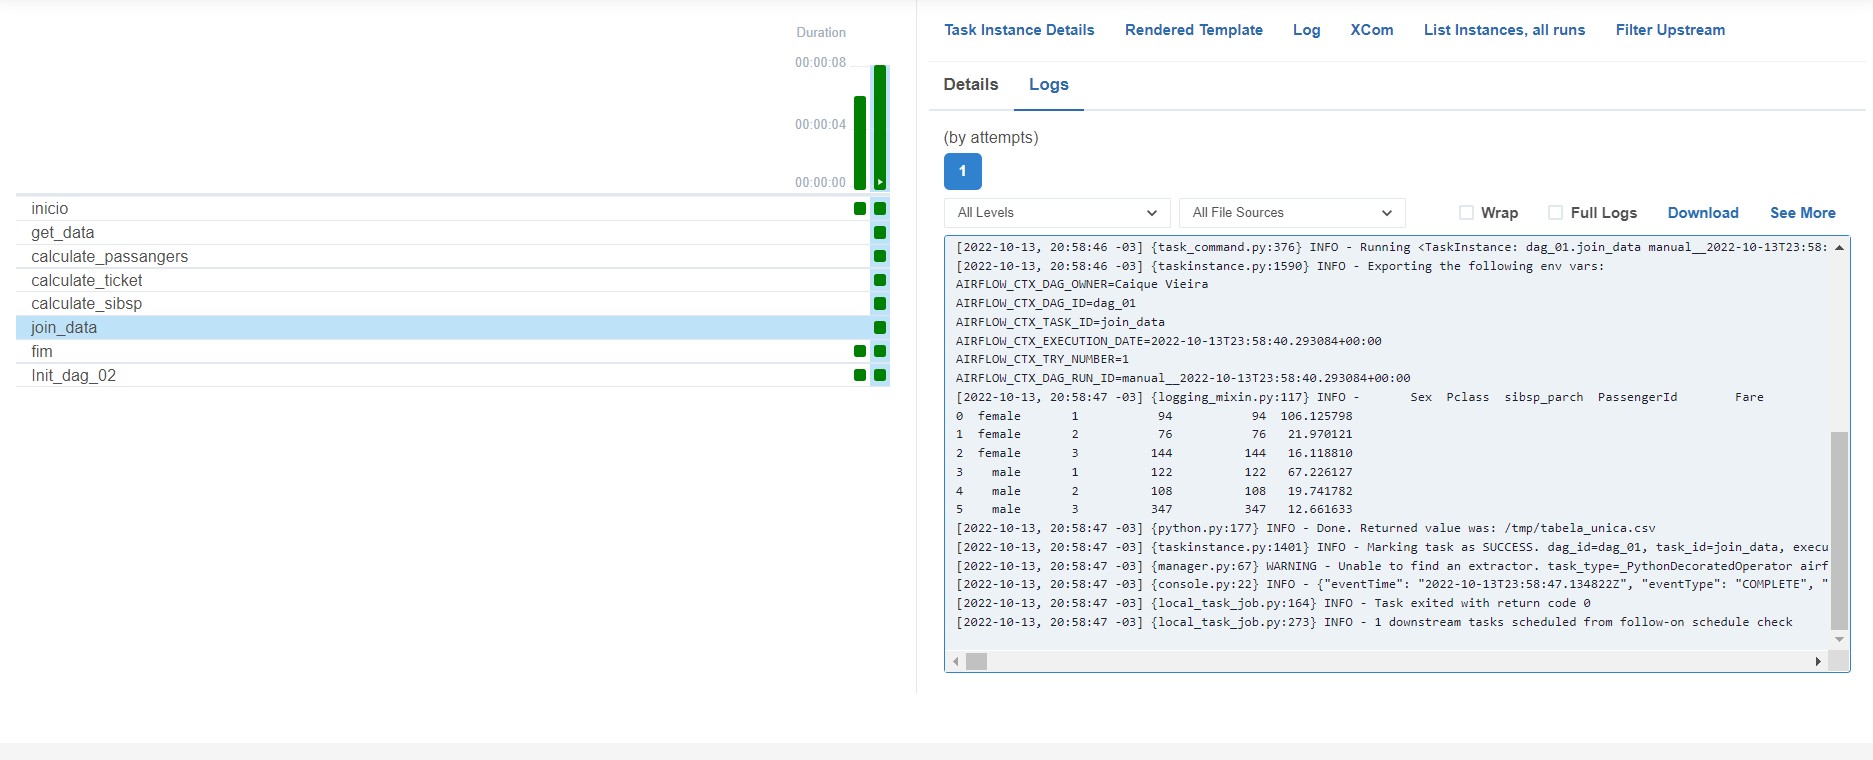 Duration
00:00:08
00:00:04
00:00:00
inicio
get_data
calculate_passangers
calculate_ticket
calculate_sibsp
join_data
fim
Init_dag_02
Task Instance Details Rendered Template Log XCom List Instances, all runs Filter Upstream
Details Logs
(by attempts)
1
All Levels All File Sources Wrap Full Logs Download See More
[2022-10-13, 20:58:46 -03] {task_command.py:376} INFO - Running <TaskInstance: dag_01.join_data manual__2022-10-13T23:58:
[2022-10-13, 20:58:46 -03] {taskinstance.py:1590} INFO - Exporting the following env vars:
AIRFLOW_CTX_DAG_OWNER=Caique Vieira
AIRFLOW_CTX_DAG_ID=dag_01
AIRFLOW_CTX_TASK_ID=join_data
AIRFLOW_CTX_EXECUTION_DATE=2022-10-13T23:58:40.293084+00:00
AIRFLOW_CTX_TRY_NUMBER=1
AIRFLOW_CTX_DAG_RUN_ID=manual__2022-10-13T23:58:40.293084+00:00
[2022-10-13, 20:58:47 -03] {logging_mixin.py:117} INFO - Sex Pclass sibsp_parch PassengerId Fare
0 female 1 94 94 106.125798
1 female 2 76 76 21.970121
2 female 3 144 144 16.118810
3 male 1 122 122 67.226127
4 male 2 108 108 19.741782
5 male 3 347 347 12.661633
[2022-10-13, 20:58:47 -03] {python.py:177} INFO - Done. Returned value was: /tmp/tabela_unica.csv
[2022-10-13, 20:58:47 -03] {taskinstance.py:1401} INFO - Marking task as SUCCESS. dag_id=dag_01, task_id=join_data, execu
[2022-10-13, 20:58:47 -03] {manager.py:67} WARNING - Unable to find an extractor. task_type=_PythonDecoratedOperator airf
[2022-10-13, 20:58:47 -03] {console.py:22} INFO - {"eventTime": "2022-10-13T23:58:47.134822Z", "eventType": "COMPLETE", "
[2022-10-13, 20:58:47 -03] {local_task_job.py:164} INFO - Task exited with return code 0
[2022-10-13, 20:58:47 -03] {local_task_job.py:273} INFO - 1 downstream tasks scheduled from follow-on schedule check